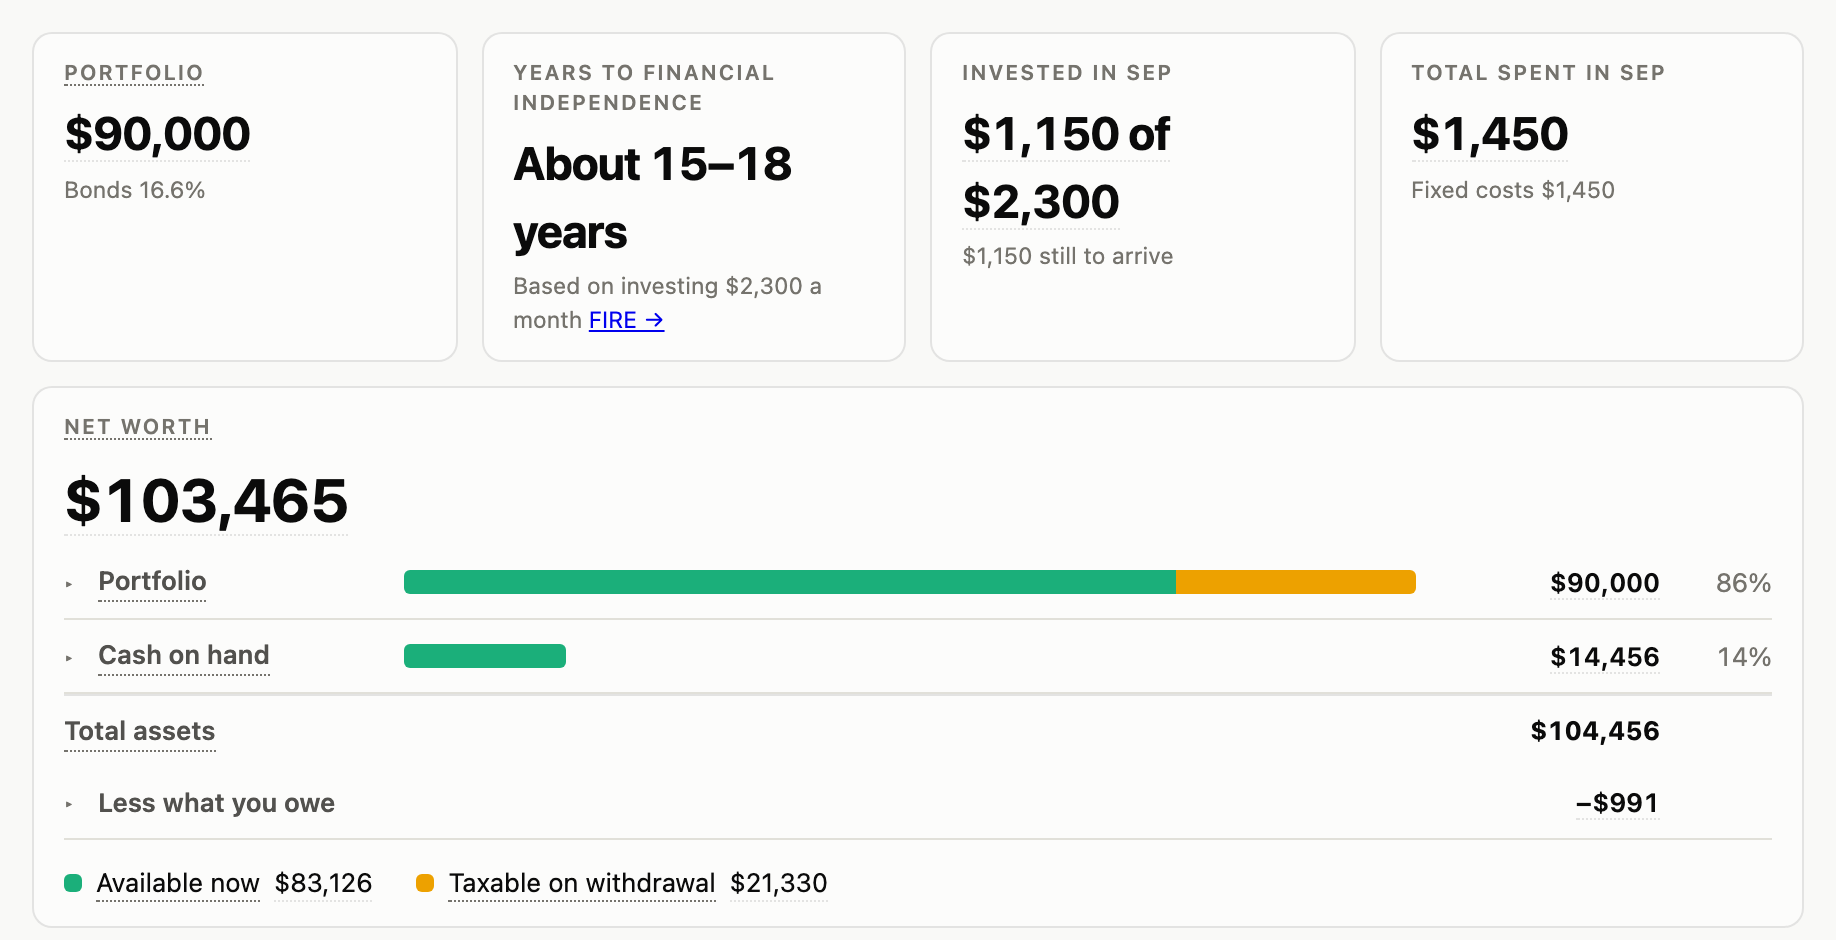 PORTFOLIO
$90,000
Bonds 16.6%
YEARS TO FINANCIAL
INDEPENDENCE
About 15–18
years
Based on investing $2,300 a
month FIRE →
INVESTED IN SEP
$1,150 of
$2,300
$1,150 still to arrive
TOTAL SPENT IN SEP
$1,450
Fixed costs $1,450
NET WORTH
$103,465
▸ Portfolio $90,000 86%
▸ Cash on hand $14,456 14%
Total assets $104,456
▸ Less what you owe –$991
Available now $83,126 Taxable on withdrawal $21,330